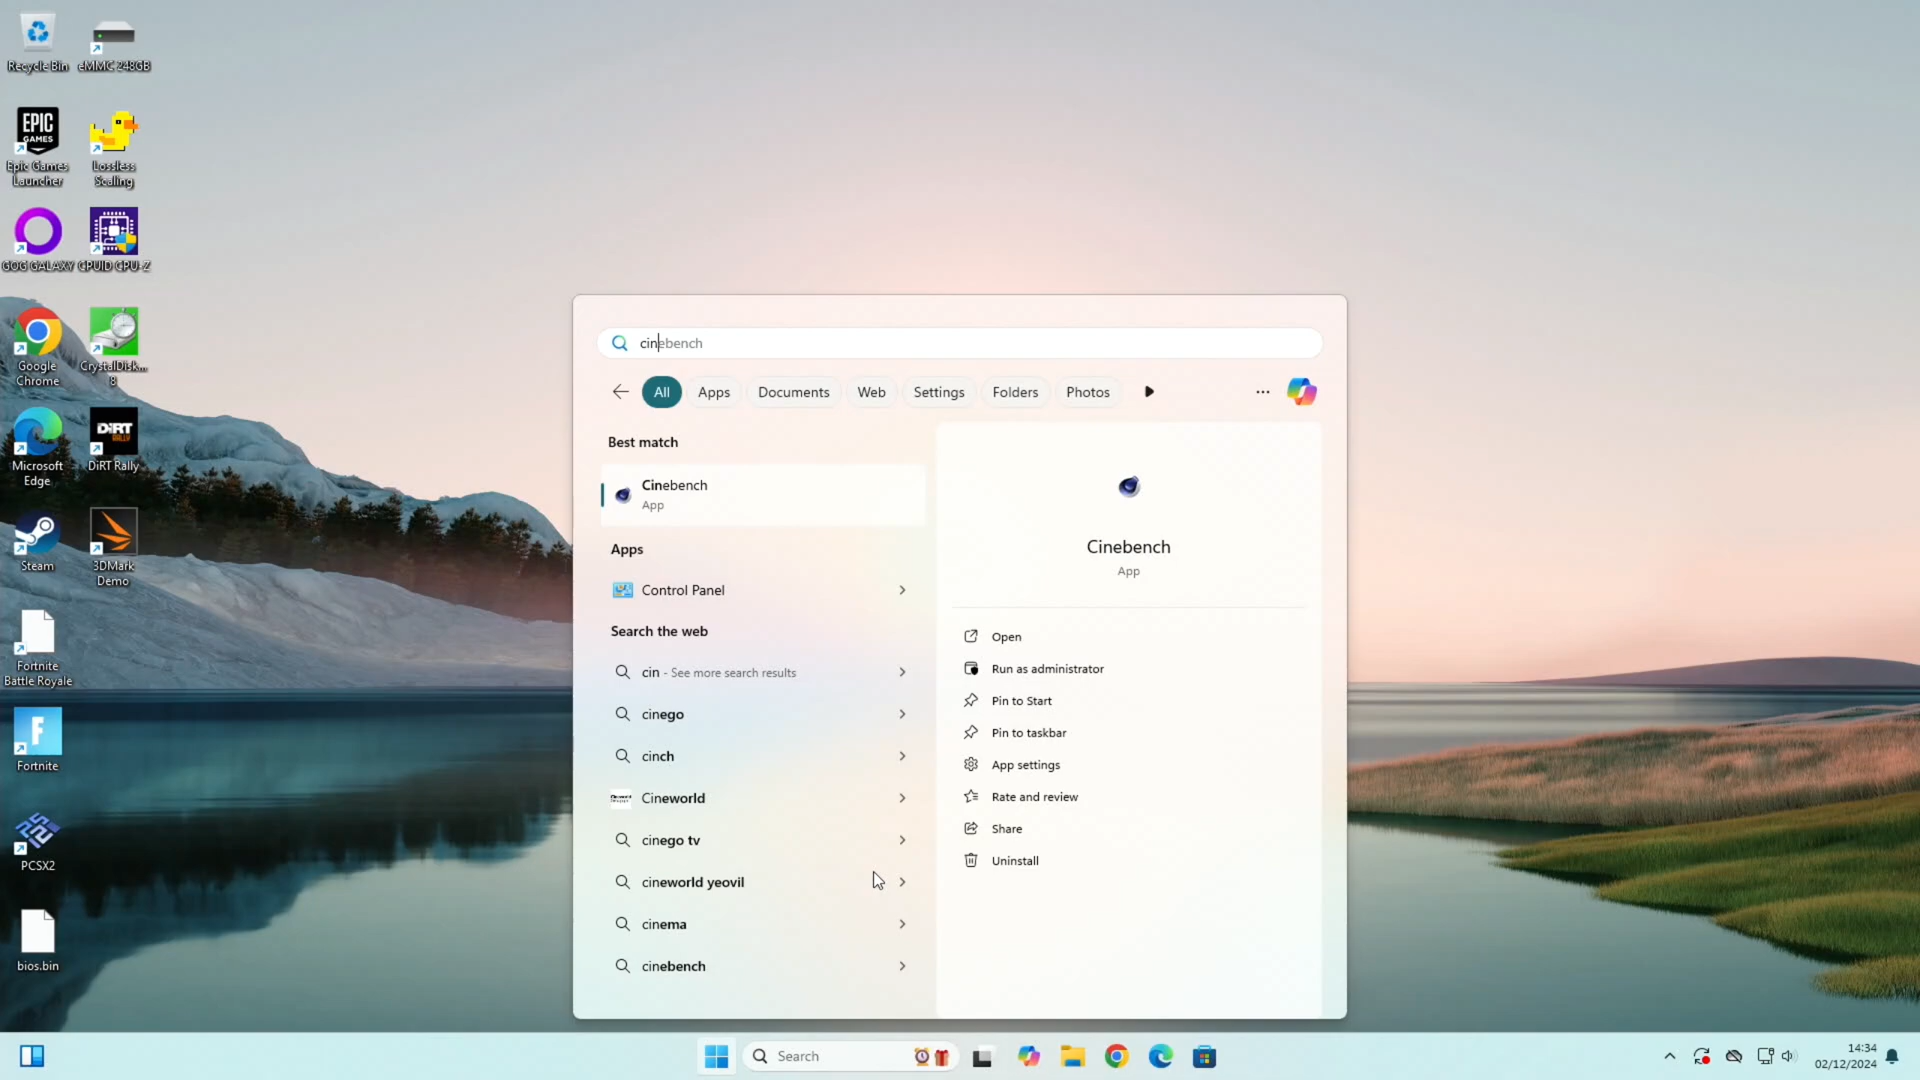 Recycle Bin
eMMC 248GB
EPIC
GAMES
Epic Games
Launcher
Lossless
Scaling
GOG GALAXY
CPUID CPU-Z
Google
Chrome
CrystalDisk...
8
Microsoft
Edge
DiRT
RALLY
DiRT Rally
Steam
3DMark
Demo
Fortnite
Battle Royale
F
Fortnite
PCSX2
bios.bin
cinebench
All
Apps
Documents
Web
Settings
Folders
Photos
Best match
Cinebench
App
Apps
Control Panel
Search the web
cin - See more search results
cinego
cinch
Cineworld
cinego tv
cineworld yeovil
cinema
cinebench
Cinebench
App
Open
Run as administrator
Pin to Start
Pin to taskbar
App settings
Rate and review
Share
Uninstall
Search
14:34
02/12/2024